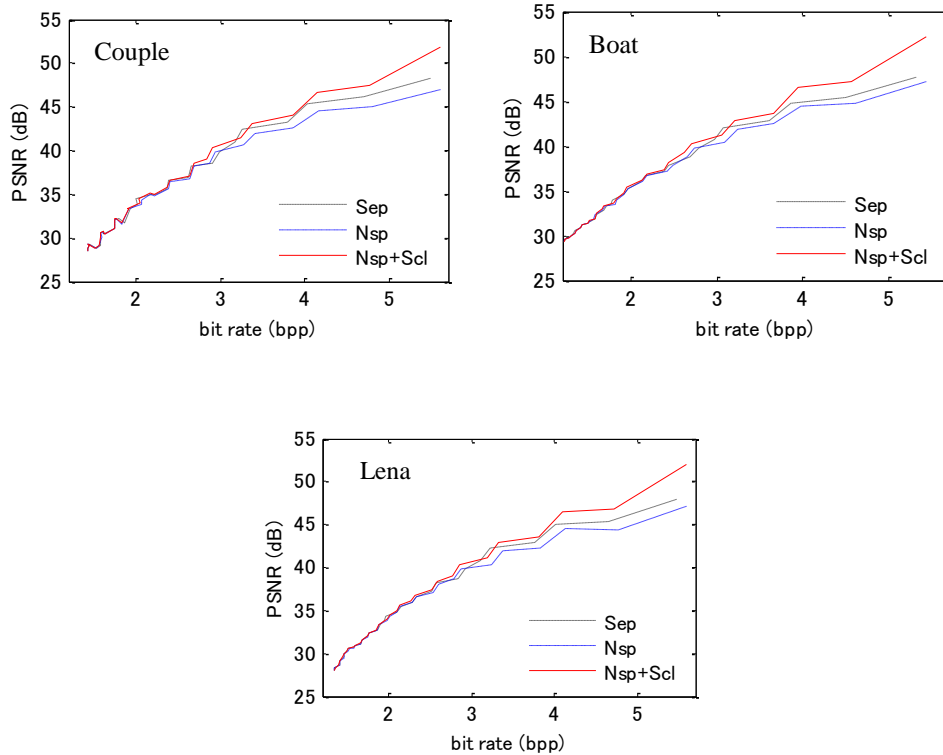 55
50
45
40
35
30
25
PSNR (dB)
Couple
Sep
Nsp
Nsp+Scl
2 3 4 5
bit rate (bpp)
55
50
45
40
35
30
25
PSNR (dB)
Boat
Sep
Nsp
Nsp+Scl
2 3 4 5
bit rate (bpp)
55
50
45
40
35
30
25
PSNR (dB)
Lena
Sep
Nsp
Nsp+Scl
2 3 4 5
bit rate (bpp)